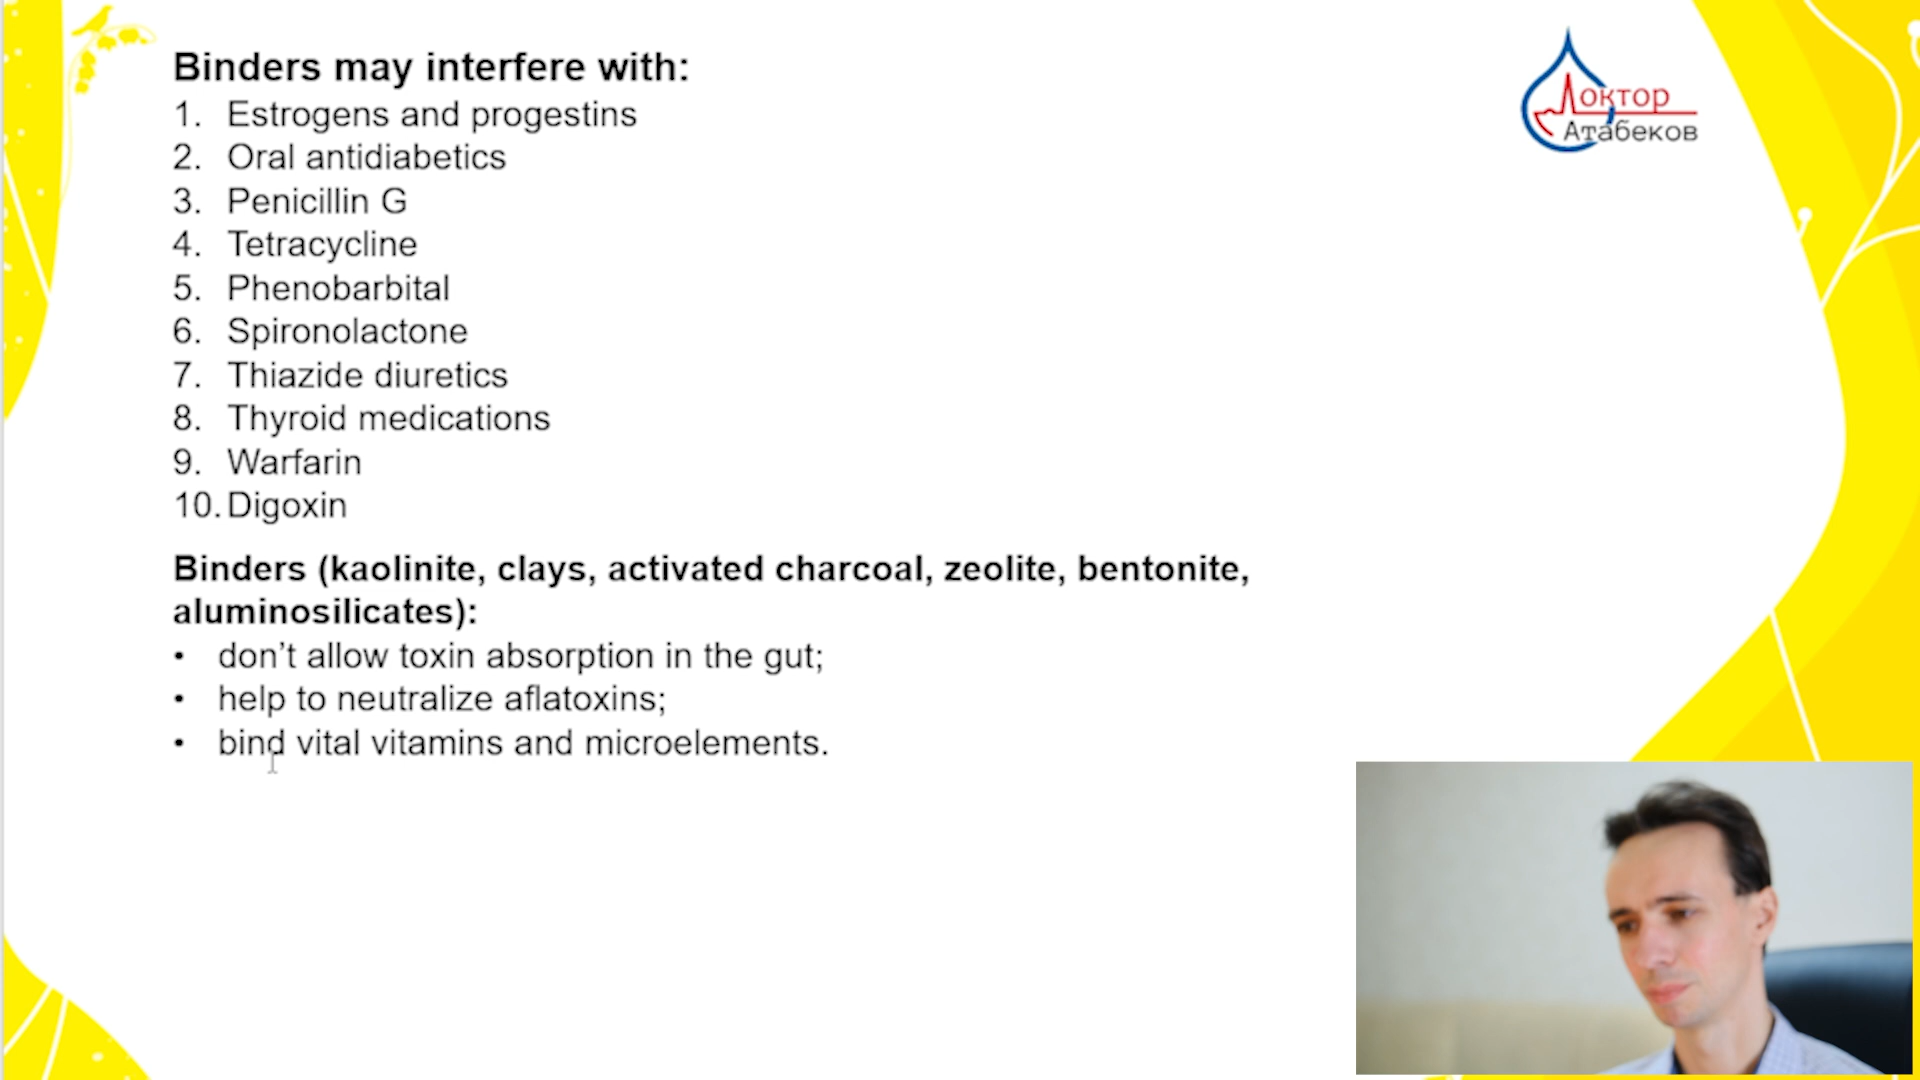 Binders may interfere with:
1. Estrogens and progestins
2. Oral antidiabetics
3. Penicillin G
4. Tetracycline
5. Phenobarbital
6. Spironolactone
7. Thiazide diuretics
8. Thyroid medications
9. Warfarin
10. Digoxin
Binders (kaolinite, clays, activated charcoal, zeolite, bentonite,
aluminosilicates):
• don’t allow toxin absorption in the gut;
• help to neutralize aflatoxins;
• bind vital vitamins and microelements.
Доктор
Атабеков